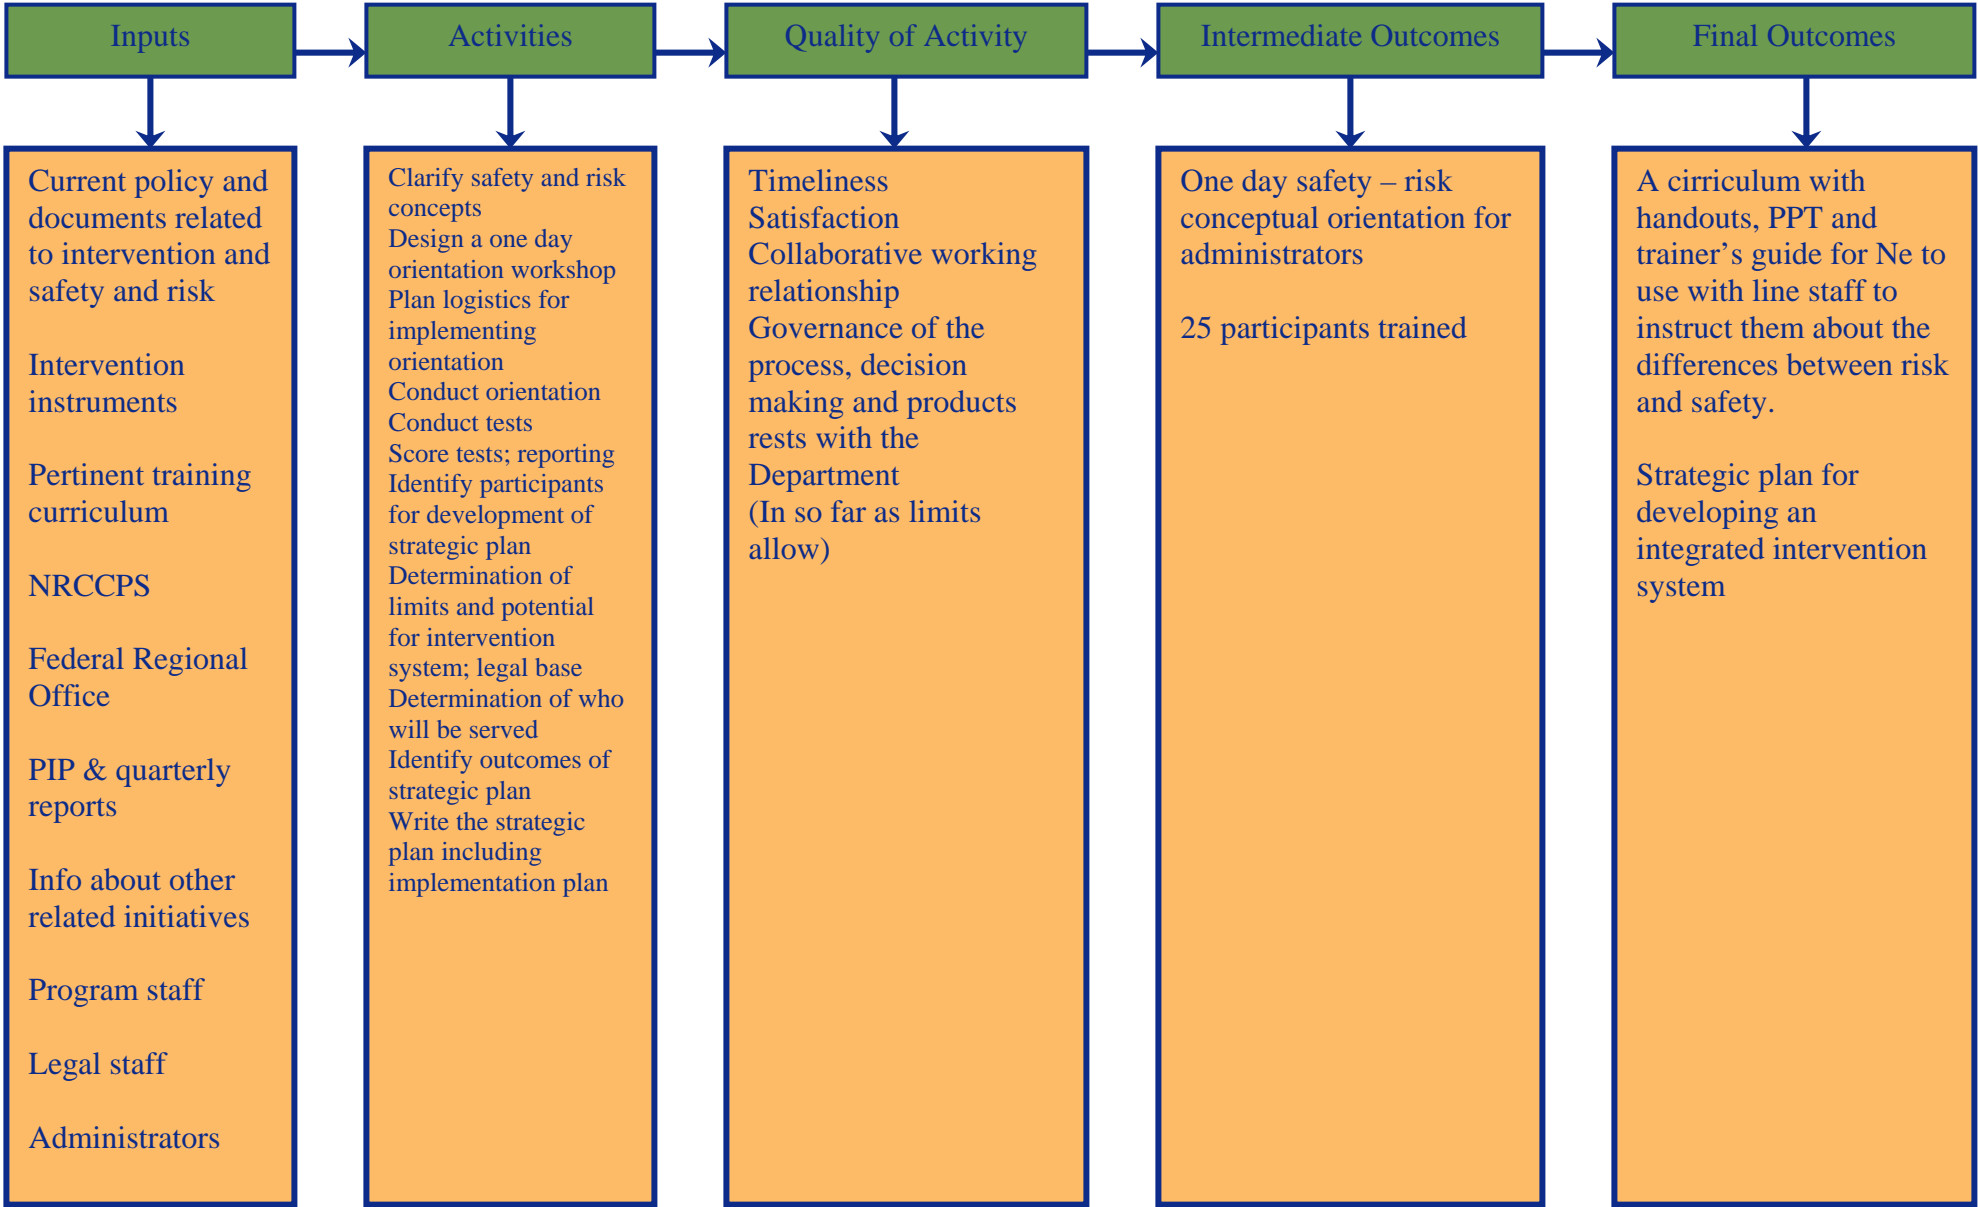 Inputs
Activities
Quality of Activity
Intermediate Outcomes
Final Outcomes
Current policy and
documents related
to intervention and
safety and risk
Intervention
instruments
Pertinent training
curriculum
NRCCPS
Federal Regional
Office
PIP & quarterly
reports
Info about other
related initiatives
Program staff
Legal staff
Administrators
Clarify safety and risk
concepts
Design a one day
orientation workshop
Plan logistics for
implementing
orientation
Conduct orientation
Conduct tests
Score tests; reporting
Identify participants
for development of
strategic plan
Determination of
limits and potential
for intervention
system; legal base
Determination of who
will be served
Identify outcomes of
strategic plan
Write the strategic
plan including
implementation plan
Timeliness
Satisfaction
Collaborative working
relationship
Governance of the
process, decision
making and products
rests with the
Department
(In so far as limits
allow)
One day safety – risk
conceptual orientation for
administrators
25 participants trained
A cirriculum with
handouts, PPT and
trainer’s guide for Ne to
use with line staff to
instruct them about the
differences between risk
and safety.
Strategic plan for
developing an
integrated intervention
system